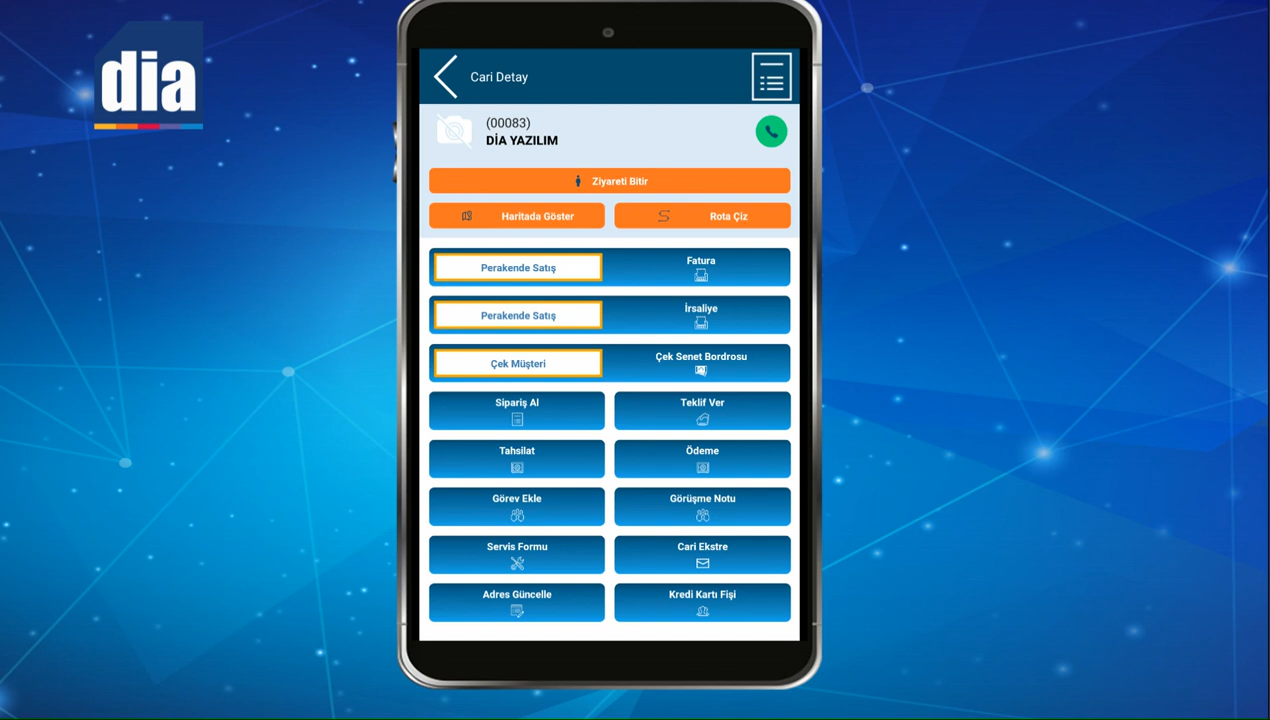 dia
Cari Detay
(00083)
DİA YAZILIM
Ziyareti Bitir
Haritada Göster
Rota Çiz
Perakende Satış
Fatura
Perakende Satış
İrsaliye
Çek Müşteri
Çek Senet Bordrosu
Sipariş Al
Teklif Ver
Tahsilat
Ödeme
Görev Ekle
Görüşme Notu
Servis Formu
Cari Ekstre
Adres Güncelle
Kredi Kartı Fişi